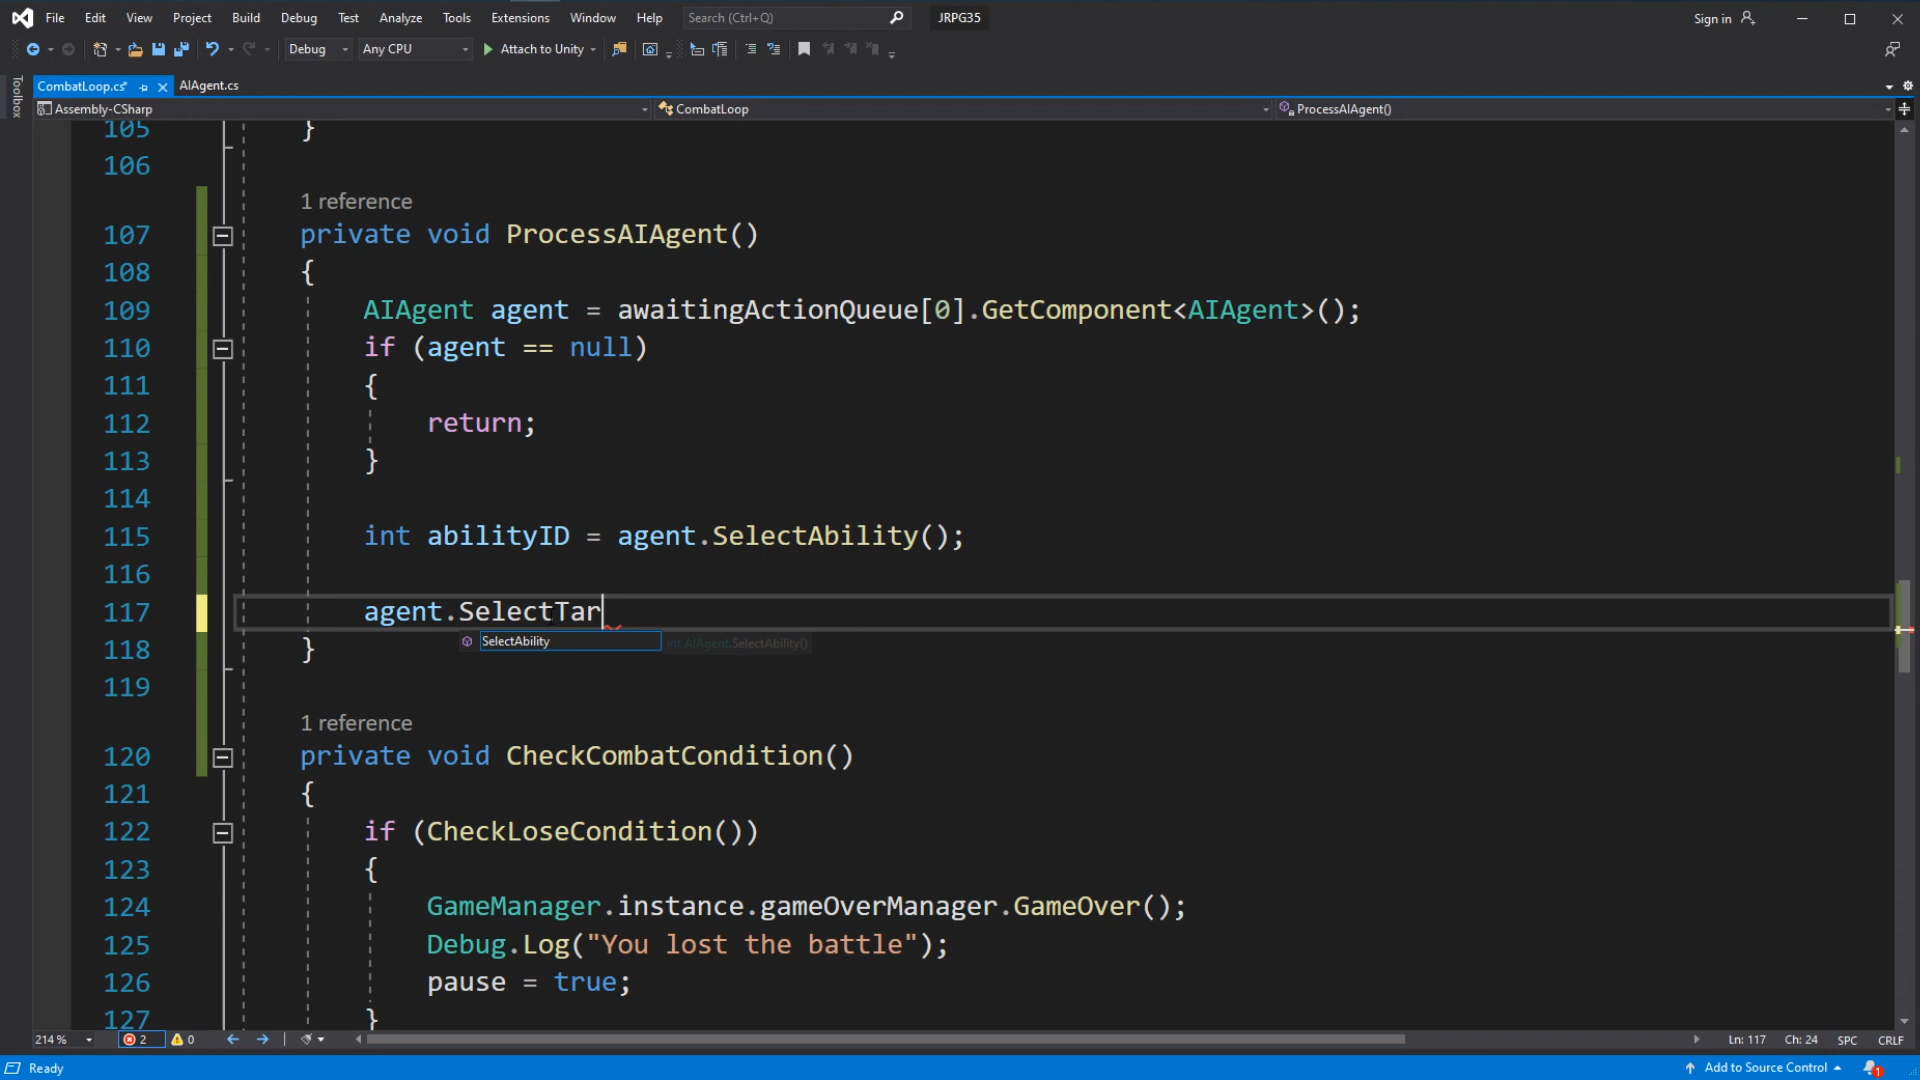 File Edit View Project Build Debug Test Analyze Tools Extensions Window Help Search (Ctrl+Q) JRPG35 Sign in
Debug Any CPU Attach to Unity
Toolbox
CombatLoop.cs* AIAgent.cs
Assembly-CSharp CombatLoop ProcessAIAgent()
105 }
106
1 reference
107 private void ProcessAIAgent()
108 {
109 AIAgent agent = awaitingActionQueue[0].GetComponent<AIAgent>();
110 if (agent == null)
111 {
112 return;
113 }
114
115 int abilityID = agent.SelectAbility();
116
117 agent.SelectTar
SelectAbility int AIAgent.SelectAbility()
118 }
119
1 reference
120 private void CheckCombatCondition()
121 {
122 if (CheckLoseCondition())
123 {
124 GameManager.instance.gameOverManager.GameOver();
125 Debug.Log("You lost the battle");
126 pause = true;
127 }
214 % 2 0 Ln: 117 Ch: 24 SPC CRLF
Ready Add to Source Control 1